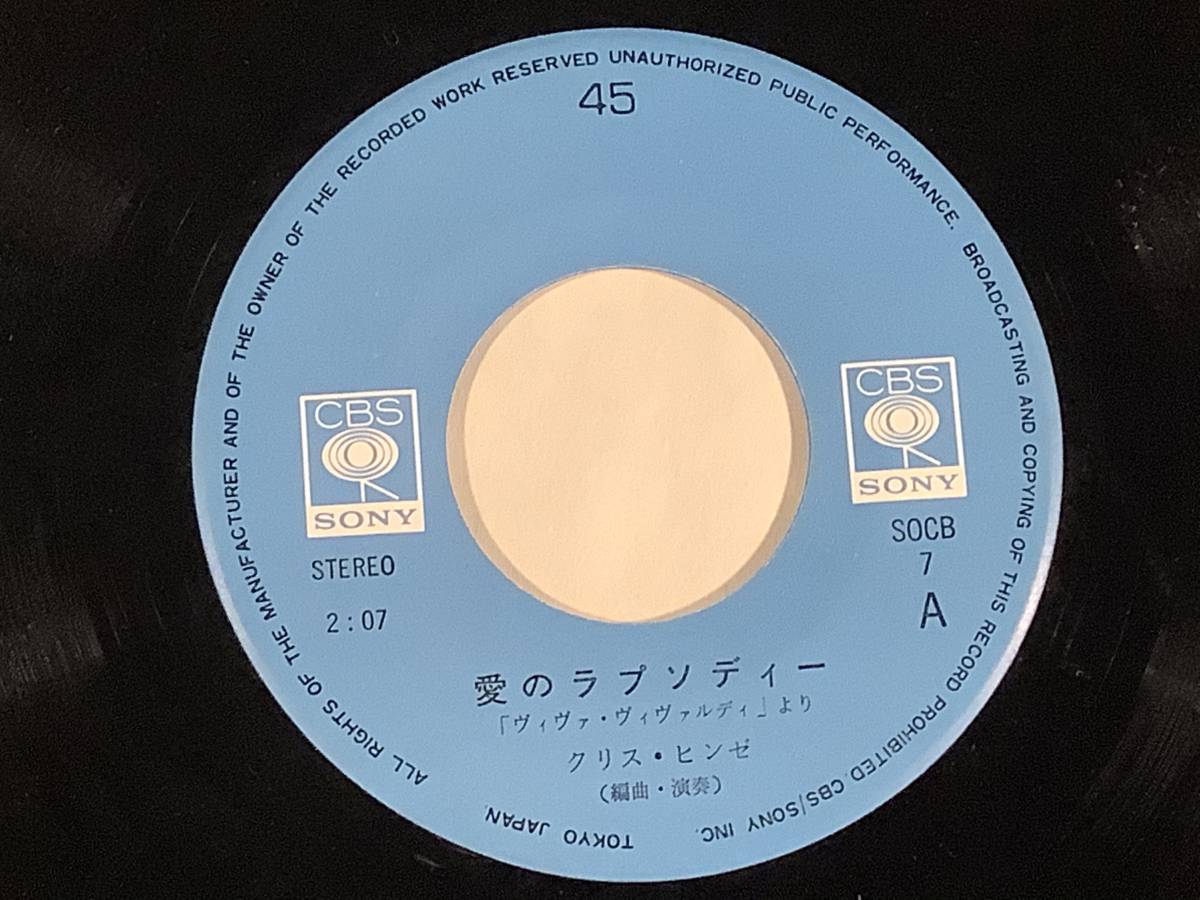 ALL RIGHTS OF THE MANUFACTURER AND OF THE OWNER OF THE RECORDED WORK RESERVED UNAUTHORIZED PUBLIC PERFORMANCE. BROADCASTING AND COPYING OF THIS RECORD PROHIBITED. CBS/SONY INC. TOKYO JAPAN.
45
CBS
SONY
STEREO
2:07
CBS
SONY
SOCB
7
A
愛のラプソディー
「ヴィヴァ・ヴィヴァルディ」より
クリス・ヒンゼ
(編曲・演奏)